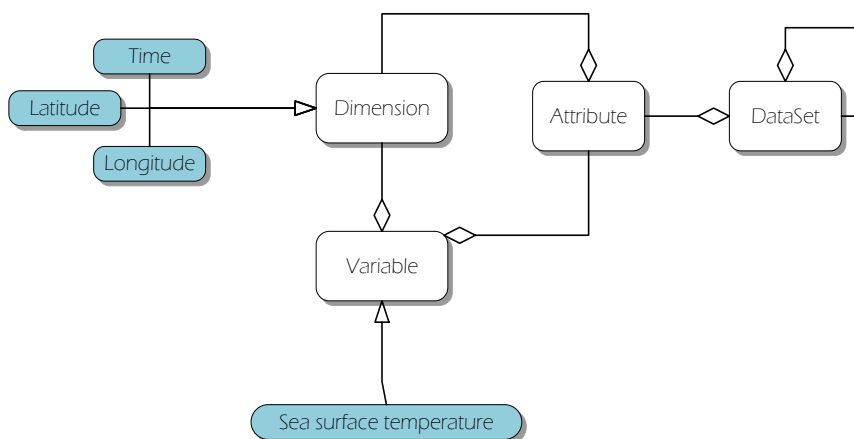 Time
Latitude
Dimension
Attribute
DataSet
Longitude
Variable
Sea surface temperature